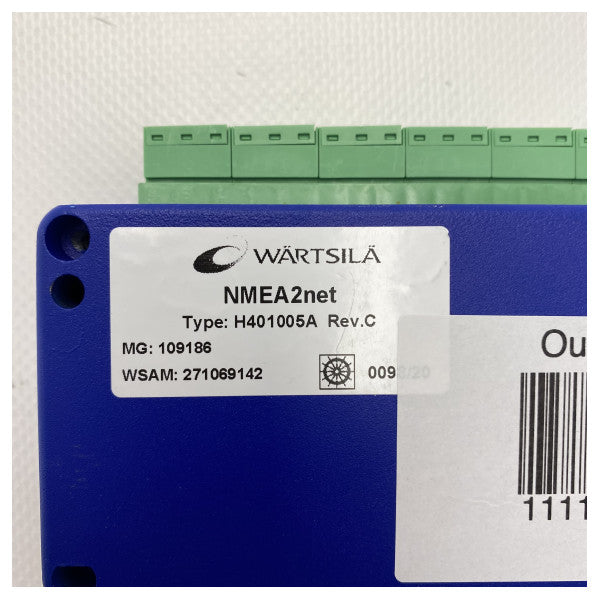 WÄRTSILÄ
NMEA2net
Type: H401005A Rev.C
MG: 109186
WSAM: 271069142
Ou
1111